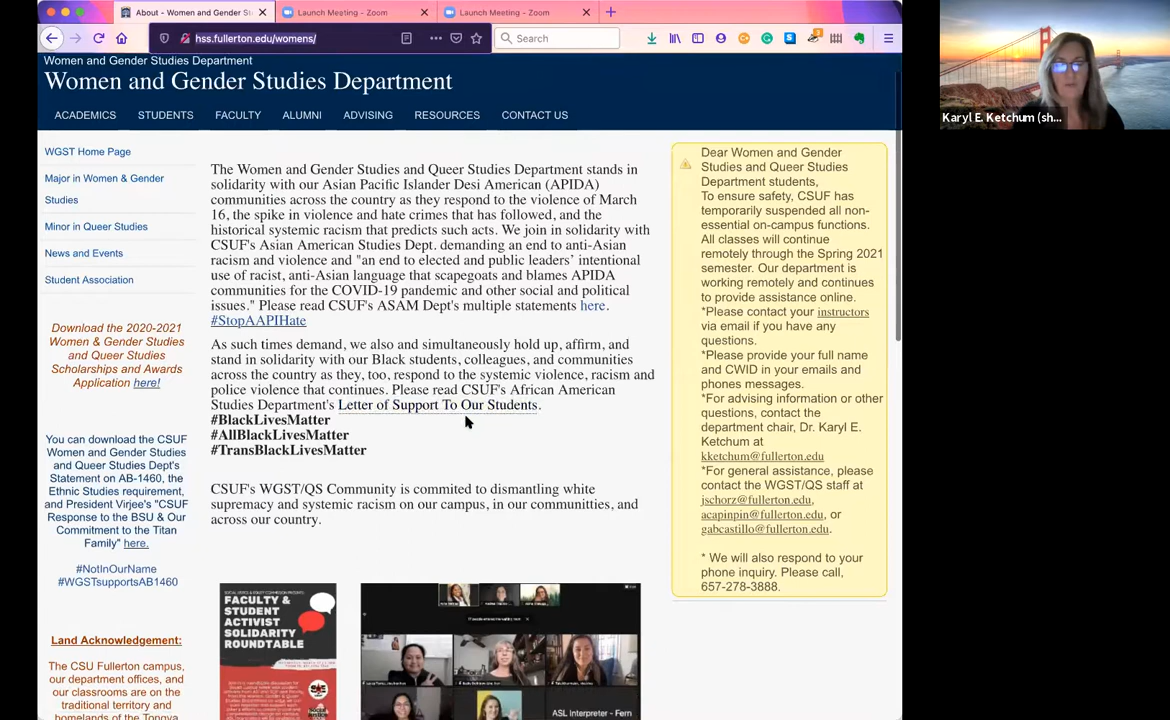 About - Women and Gender St
Launch Meeting - Zoom
Launch Meeting - Zoom
hss.fullerton.edu/womens/
Search
Women and Gender Studies Department
Women and Gender Studies Department
ACADEMICS
STUDENTS
FACULTY
ALUMNI
ADVISING
RESOURCES
CONTACT US
WGST Home Page
Major in Women & Gender
Studies
Minor in Queer Studies
News and Events
Student Association
Download the 2020-2021
Women & Gender Studies
and Queer Studies
Scholarships and Awards
Application here!
You can download the CSUF
Women and Gender Studies
and Queer Studies Dept's
Statement on AB-1460, the
Ethnic Studies requirement,
and President Virjee's "CSUF
Response to the BSU & Our
Commitment to the Titan
Family" here.
#NotInOurName
#WGSTsupportsAB1460
Land Acknowledgement:
The CSU Fullerton campus,
our department offices, and
our classrooms are on the
traditional territory and
homelands of the Tongva
The Women and Gender Studies and Queer Studies Department stands in
solidarity with our Asian Pacific Islander Desi American (APIDA)
communities across the country as they respond to the violence of March
16, the spike in violence and hate crimes that has followed, and the
historical systemic racism that predicts such acts. We join in solidarity with
CSUF's Asian American Studies Dept. demanding an end to anti-Asian
racism and violence and "an end to elected and public leaders' intentional
use of racist, anti-Asian language that scapegoats and blames APIDA
communities for the COVID-19 pandemic and other social and political
issues." Please read CSUF's ASAM Dept's multiple statements here.
#StopAAPIHate
As such times demand, we also and simultaneously hold up, affirm, and
stand in solidarity with our Black students, colleagues, and communities
across the country as they, too, respond to the systemic violence, racism and
police violence that continues. Please read CSUF's African American
Studies Department's Letter of Support To Our Students.
#BlackLivesMatter
#AllBlackLivesMatter
#TransBlackLivesMatter
CSUF's WGST/QS Community is commited to dismantling white
supremacy and systemic racism on our campus, in our communitties, and
across our country.
FACULTY &
STUDENT
ACTIVIST
SOLIDARITY
ROUNDTABLE
ASL Interpreter - Fern
Dear Women and Gender
Studies and Queer Studies
Department students,
To ensure safety, CSUF has
temporarily suspended all non-
essential on-campus functions.
All classes will continue
remotely through the Spring 2021
semester. Our department is
working remotely and continues
to provide assistance online.
*Please contact your instructors
via email if you have any
questions.
*Please provide your full name
and CWID in your emails and
phones messages.
*For advising information or other
questions, contact the
department chair, Dr. Karyl E.
Ketchum at
kketchum@fullerton.edu
*For general assistance, please
contact the WGST/QS staff at
jschorz@fullerton.edu,
acapinpin@fullerton.edu, or
gabcastillo@fullerton.edu.
* We will also respond to your
phone inquiry. Please call,
657-278-3888.
Karyl E. Ketchum (sh...